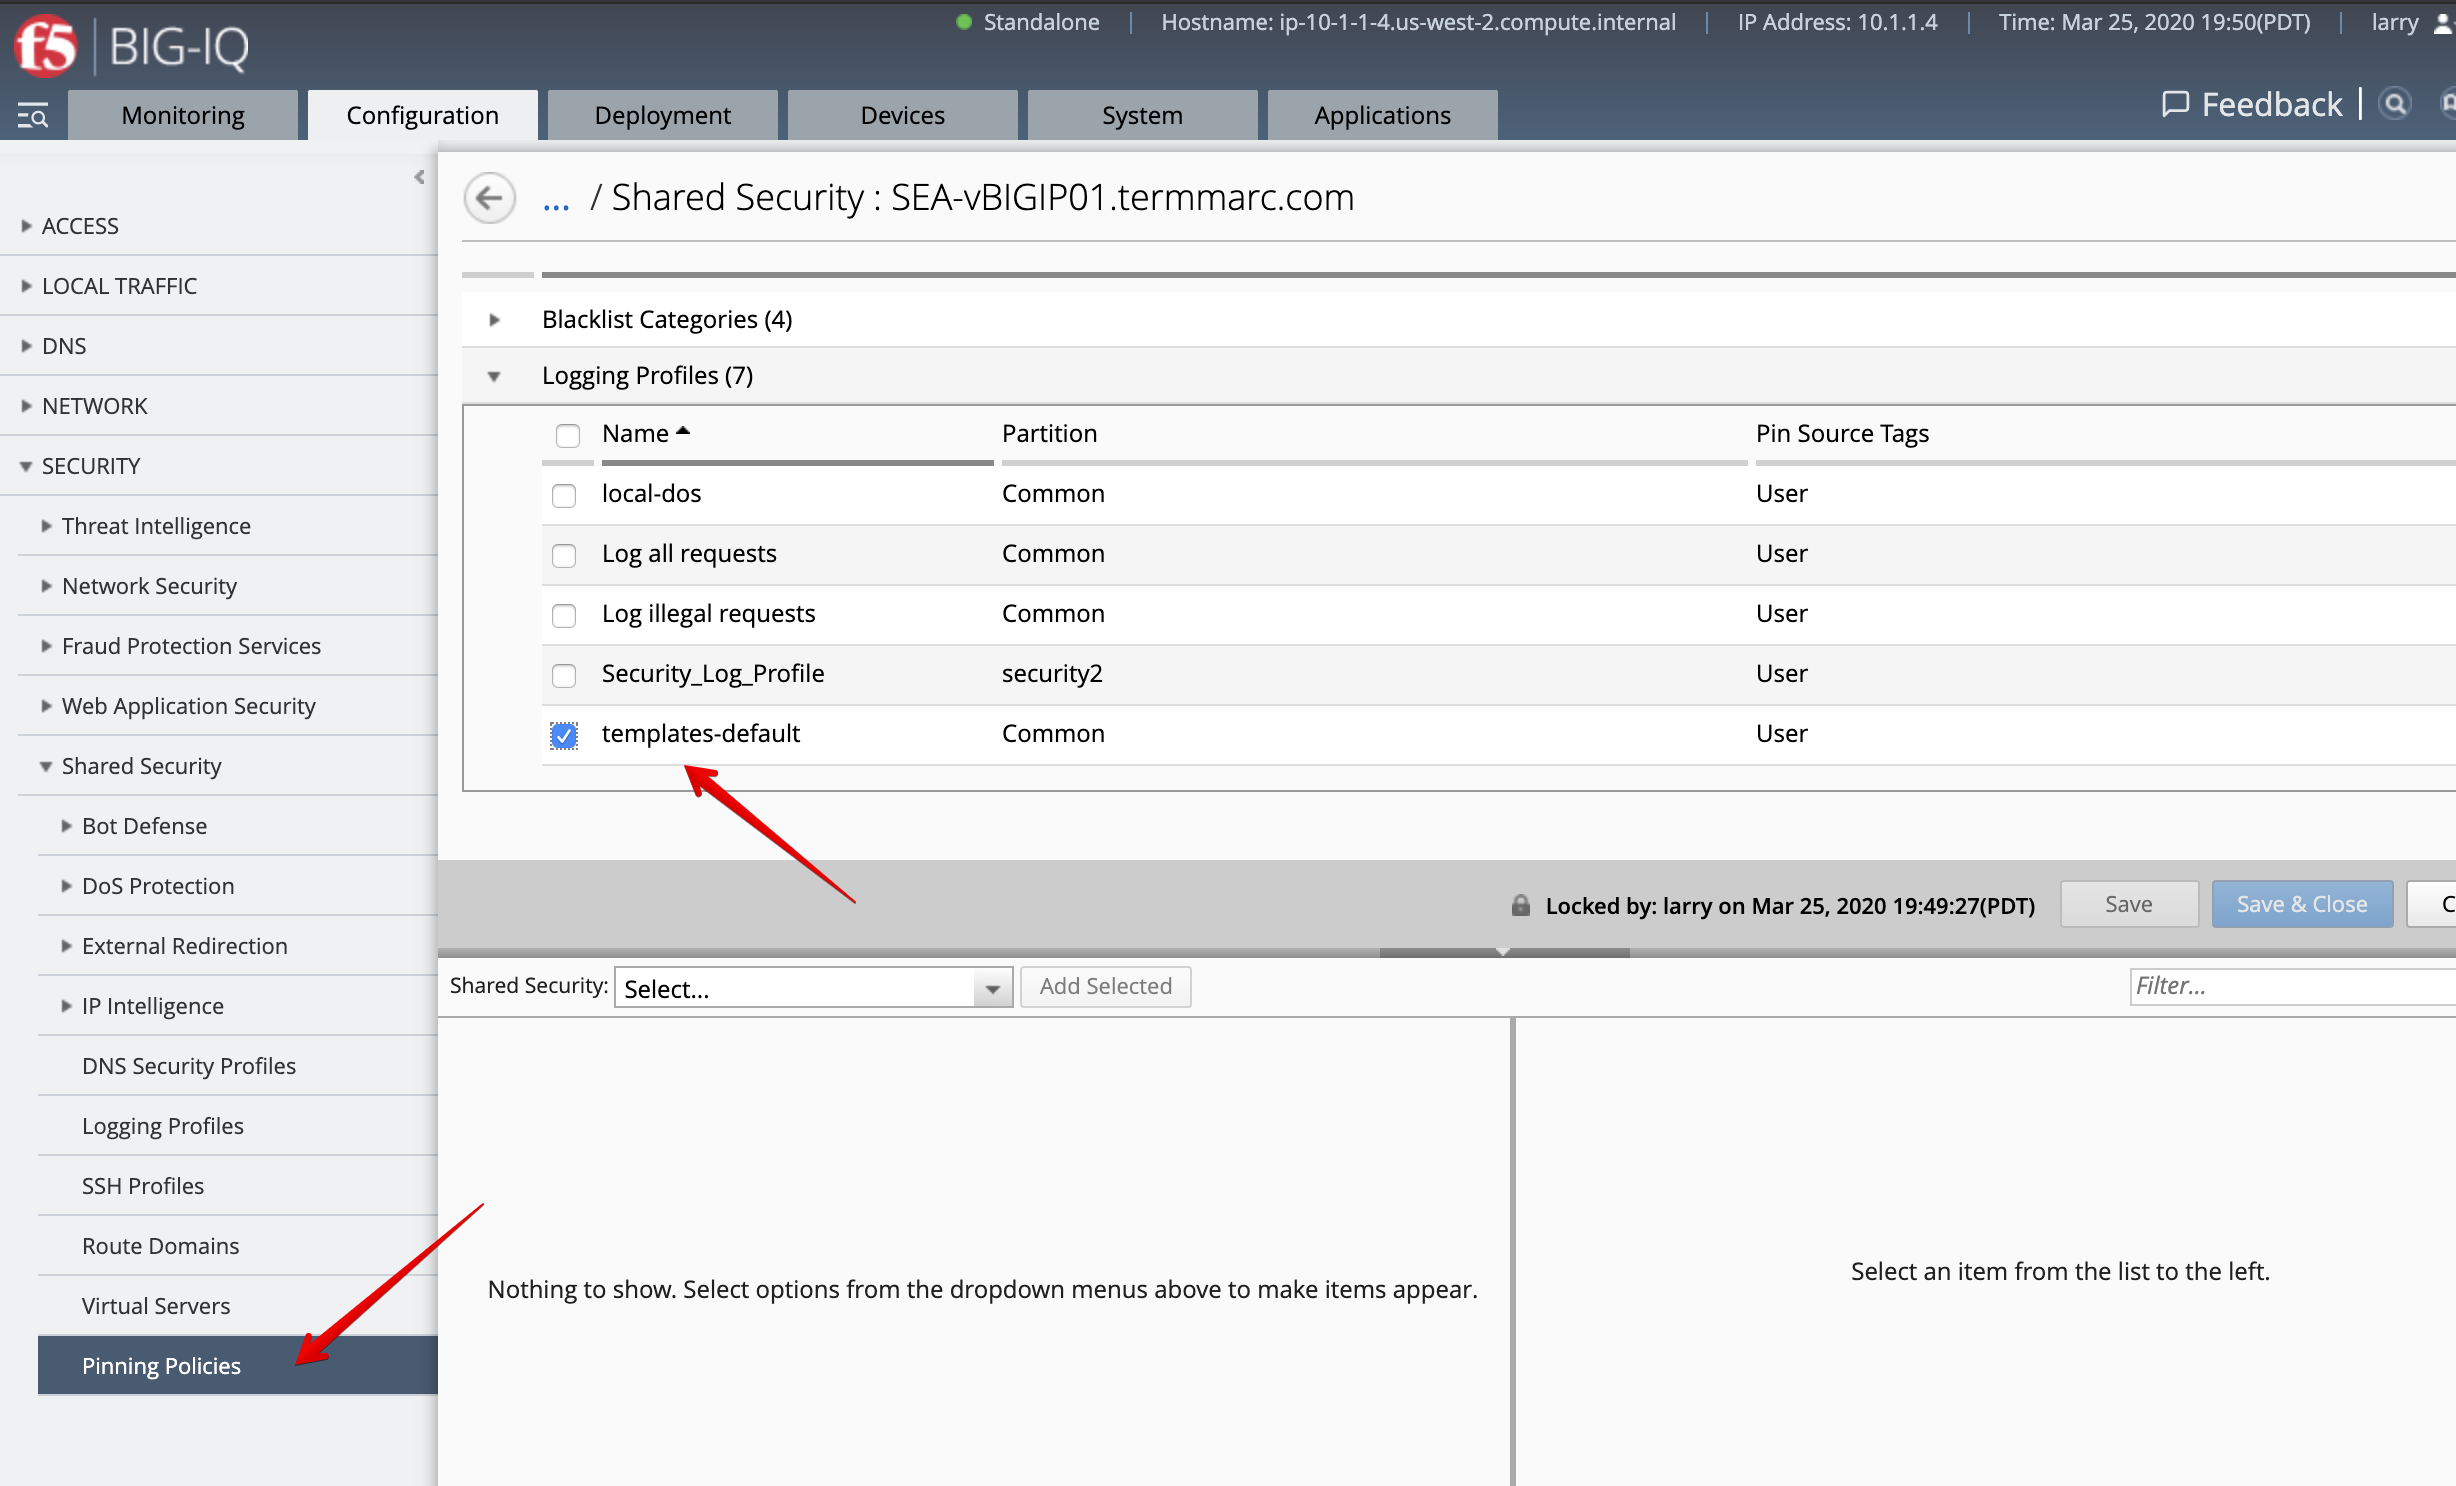 Standalone | Hostname: ip-10-1-1-4.us-west-2.compute.internal | IP Address: 10.1.1.4 | Time: Mar 25, 2020 19:50(PDT) | larry
f5 BIG-IQ
Monitoring Configuration Deployment Devices System Applications Feedback
... / Shared Security : SEA-vBIGIP01.termmarc.com
ACCESS
LOCAL TRAFFIC
DNS
NETWORK
SECURITY
Threat Intelligence
Network Security
Fraud Protection Services
Web Application Security
Shared Security
Bot Defense
DoS Protection
External Redirection
IP Intelligence
DNS Security Profiles
Logging Profiles
SSH Profiles
Route Domains
Virtual Servers
Pinning Policies
Blacklist Categories (4)
Logging Profiles (7)
Name Partition Pin Source Tags
local-dos Common User
Log all requests Common User
Log illegal requests Common User
Security_Log_Profile security2 User
templates-default Common User
Locked by: larry on Mar 25, 2020 19:49:27(PDT) Save Save & Close
Shared Security: Select... Add Selected Filter...
Nothing to show. Select options from the dropdown menus above to make items appear.
Select an item from the list to the left.